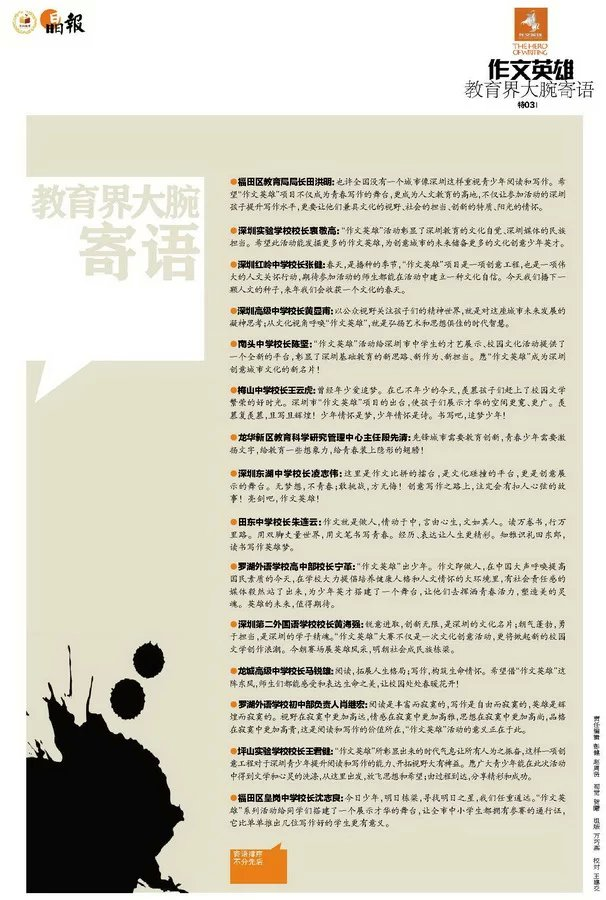 晶報
THE HERO
OF WRITING
作文英雄
教育界大腕寄语
特03
教育界大腕
寄语
●福田区教育局局长田洪明:也许全国没有一个城市像深圳这样重视青少年阅读和写作。希
望“作文英雄”项目不仅成为青春写作的舞台,更成为人文教育的高地,不仅让参加活动的深圳
孩子提升写作水平,更要让他们兼具文化的视野、社会的担当、创新的特质、阳光的情怀。
●深圳实验学校校长衷敬高:“作文英雄”活动彰显了深圳教育的文化自觉、深圳媒体的民族
担当。希望此活动能发掘更多的作文英雄,为创意城市的未来储备更多的文化创意少年英才。
●深圳红岭中学校长张健:春天,是播种的季节,“作文英雄”项目是一项创意工程,也是一项伟
大的人文关怀行动,期待参加活动的师生都能在活动中建立一种文化自信。今天我们播下一
颗人文的种子,来年我们会收获一个文化的春天。
●深圳高级中学校长黄显甫:以公众视野关注孩子们的精神世界,就是对这座城市未来发展的
凝神思考;从文化视角呼唤“作文英雄”,就是弘扬艺术和思想俱佳的时代智慧。
●南头中学校长陈坚:“作文英雄”活动给深圳市中学生的才艺展示、校园文化活动提供了
一个全新的平台,彰显了深圳基础教育的新思路、新作为、新担当。愿“作文英雄”成为深圳
创意城市文化的新名片!
●梅山中学校长王云虎:曾经年少爱追梦。在已不年少的今天,羡慕孩子们赶上了校园文学
繁荣的好时光。深圳市“作文英雄”项目的出台,使孩子们展示才华的空间更宽、更广。羡
慕复羡慕,且写且辉煌!少年情怀是梦,少年情怀是诗。书写吧,追梦少年!
●龙华新区教育科学研究管理中心主任段先清:先锋城市需要教育创新,青春少年需要激
扬文字,给教育一些想象力,给青春装上隐形的翅膀!
●深圳东湖中学校长凌志伟:这里是作文比拼的擂台,是文化碰撞的平台,更是创意展
示的舞台。无梦想,不青春;敢挑战,方无悔!创意写作之路上,注定会有扣人心弦的故
事!亮剑吧,作文英雄!
●田东中学校长朱连云:作文就是做人,情动于中,言由心生,文如其人。读万卷书,行万
里路。用双脚丈量世界,用文笔书写青春。经历、表达让人生更精彩。知雅识礼田东郎,
读书写作英雄梦。
●罗湖外语学校高中部校长宁革:“作文英雄”出少年。作文即做人,在中国大声呼唤提高
国民素质的今天,在学校大力提倡培养健康人格和人文情怀的大环境里,有社会责任感的
媒体毅然站了出来,为少年英才搭建了一个舞台,让他们去挥洒青春活力,塑造美的灵
魂。英雄的未来,值得期待。
●深圳第二外国语学校校长黄海强:锐意进取,创新无限,是深圳的文化名片;朝气蓬勃,勇
于担当,是深圳的学子精魂。“作文英雄”大赛不仅是一次文化创意活动,更将掀起新的校园
文学创作浪潮。今朝赛场展英雄风采,明朝社会成民族栋梁。
●龙城高级中学校长马锐雄:阅读,拓展人生格局;写作,构筑生命情怀。希望借“作文英雄”这
阵东风,师生们都能感受和表达生命之美,让校园处处春暖花开!
●罗湖外语学校初中部负责人肖继宏:阅读是丰富而寂寞的,写作是自由而寂寞的,英雄是辉
煌而寂寞的。视野在寂寞中更加高远,情感在寂寞中更加高雅,思想在寂寞中更加高尚,品格
在寂寞中更加高贵,这是阅读和写作的价值所在,“作文英雄”活动的意义正在于此。
●坪山实验学校校长王君健:“作文英雄”所彰显出来的时代气息让所有人为之振奋,这样一项创
意工程对于深圳青少年提升阅读和写作的能力、开拓视野大有裨益。愿广大青少年能在此次活动
中得到文学和心灵的洗涤,从这里出发,放飞思想和希望;由过程到达,分享精彩和成功。
●福田区皇岗中学校长沈志良:今日少年,明日栋梁,寻找明日之星,我们任重道远。“作文英
雄”系列活动给同学们搭建了一个展示才华的舞台,让全市中小学生都拥有参赛的通行证,
它比单单推出几位写作好的学生更有意义。
寄语排序
不分先后
责任编辑
校对